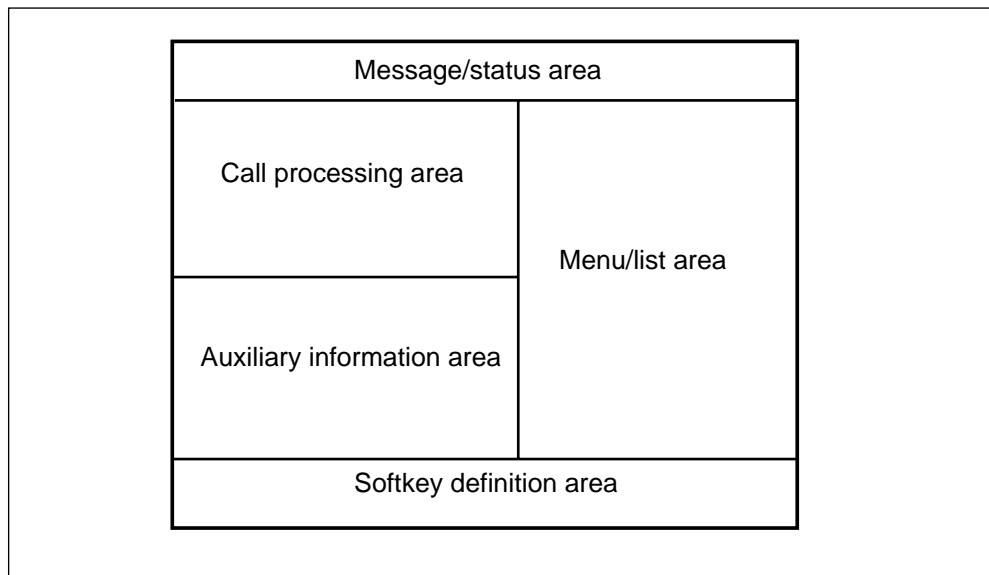 Message/status area
Call processing area
Menu/list area
Auxiliary information area
Softkey definition area